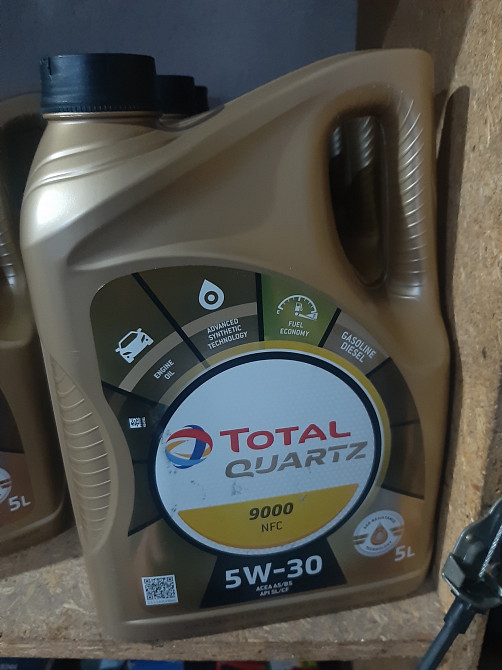 ADVANCED
SYNTHETIC
TECHNOLOGY
FUEL
ECONOMY
GASOLINE
DIESEL
ENGINE
OIL
TOTAL
QUARTZ
9000
NFC
5W-30
ACEA A5/B5
API SL/CF
5L
5L